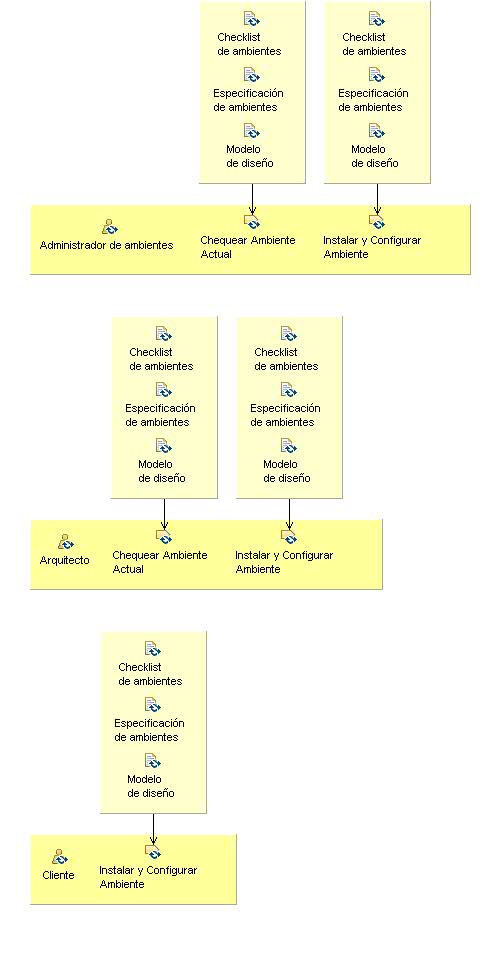 Checklist
de ambientes
Especificación
de ambientes
Modelo
de diseño
Checklist
de ambientes
Especificación
de ambientes
Modelo
de diseño
Administrador de ambientes
Chequear Ambiente
Actual
Instalar y Configurar
Ambiente
Checklist
de ambientes
Especificación
de ambientes
Modelo
de diseño
Checklist
de ambientes
Especificación
de ambientes
Modelo
de diseño
Arquitecto
Chequear Ambiente
Actual
Instalar y Configurar
Ambiente
Checklist
de ambientes
Especificación
de ambientes
Modelo
de diseño
Cliente
Instalar y Configurar
Ambiente